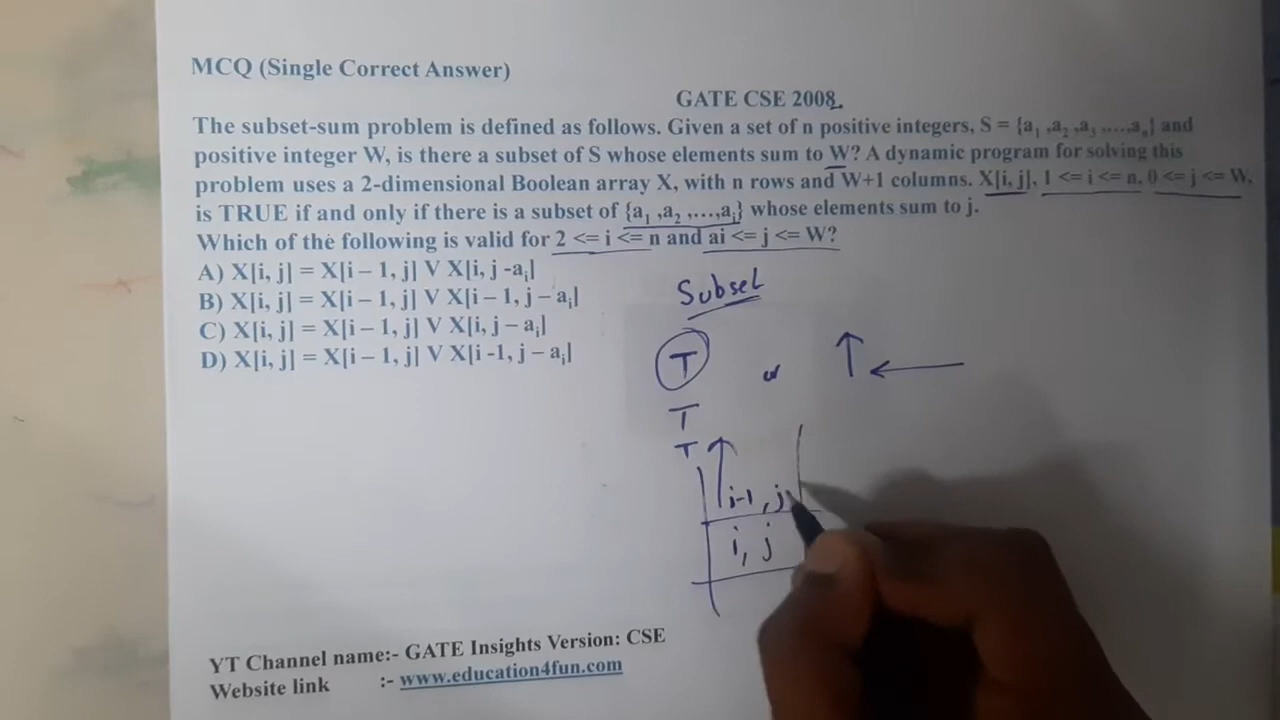 MCQ (Single Correct Answer)
GATE CSE 2008.
The subset-sum problem is defined as follows. Given a set of n positive integers, S = {a₁ ,a₂ ,a₃ ,....,aₙ} and
positive integer W, is there a subset of S whose elements sum to W? A dynamic program for solving this
problem uses a 2-dimensional Boolean array X, with n rows and W+1 columns. X[i, j], 1 <= i <= n, 0 <= j <= W,
is TRUE if and only if there is a subset of {a₁ ,a₂ ,...,aᵢ} whose elements sum to j.
Which of the following is valid for 2 <= i <= n and ai <= j <= W?
A) X[i, j] = X[i – 1, j] V X[i, j -aᵢ]
B) X[i, j] = X[i – 1, j] V X[i – 1, j – aᵢ]
C) X[i, j] = X[i – 1, j] V X[i, j – aᵢ]
D) X[i, j] = X[i – 1, j] V X[i -1, j – aᵢ]
Subset
T or ↑ ←
T
T ↑
i-1, j
i, j
YT Channel name:- GATE Insights Version: CSE
Website link :- www.education4fun.com